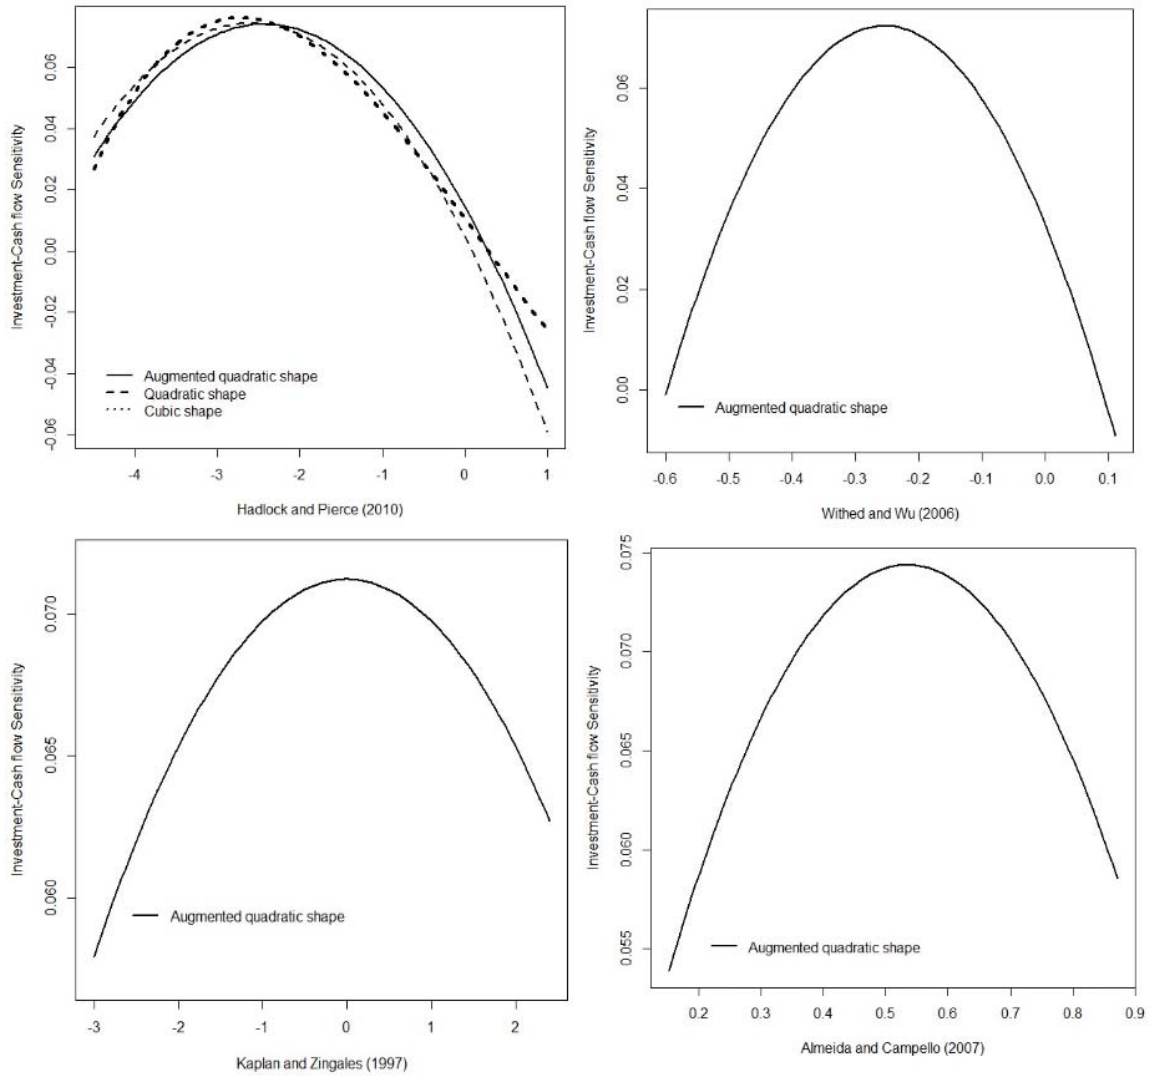 Investment-Cash flow Sensitivity
0.06
0.04
0.02
0.00
-0.02
-0.04
-0.06
Augmented quadratic shape
Quadratic shape
Cubic shape
-4 -3 -2 -1 0 1
Hadlock and Pierce (2010)
Investment-Cash flow Sensitivity
0.06
0.04
0.02
0.00
Augmented quadratic shape
-0.6 -0.5 -0.4 -0.3 -0.2 -0.1 0.0 0.1
Withed and Wu (2006)
Investment-Cash flow Sensitivity
0.070
0.065
0.060
Augmented quadratic shape
-3 -2 -1 0 1 2
Kaplan and Zingales (1997)
Investment-Cash flow Sensitivity
0.075
0.070
0.065
0.060
0.055
Augmented quadratic shape
0.2 0.3 0.4 0.5 0.6 0.7 0.8 0.9
Almeida and Campello (2007)